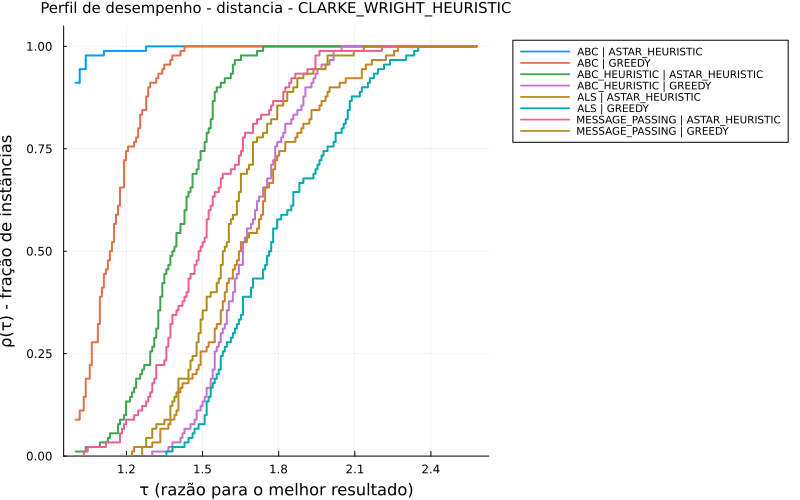 Perfil de desempenho - distancia - CLARKE_WRIGHT_HEURISTIC
ρ(τ) - fração de instâncias
1.00
0.75
0.50
0.25
0.00
1.2
1.5
1.8
2.1
2.4
τ (razão para o melhor resultado)
ABC | ASTAR_HEURISTIC
ABC | GREEDY
ABC_HEURISTIC | ASTAR_HEURISTIC
ABC_HEURISTIC | GREEDY
ALS | ASTAR_HEURISTIC
ALS | GREEDY
MESSAGE_PASSING | ASTAR_HEURISTIC
MESSAGE_PASSING | GREEDY